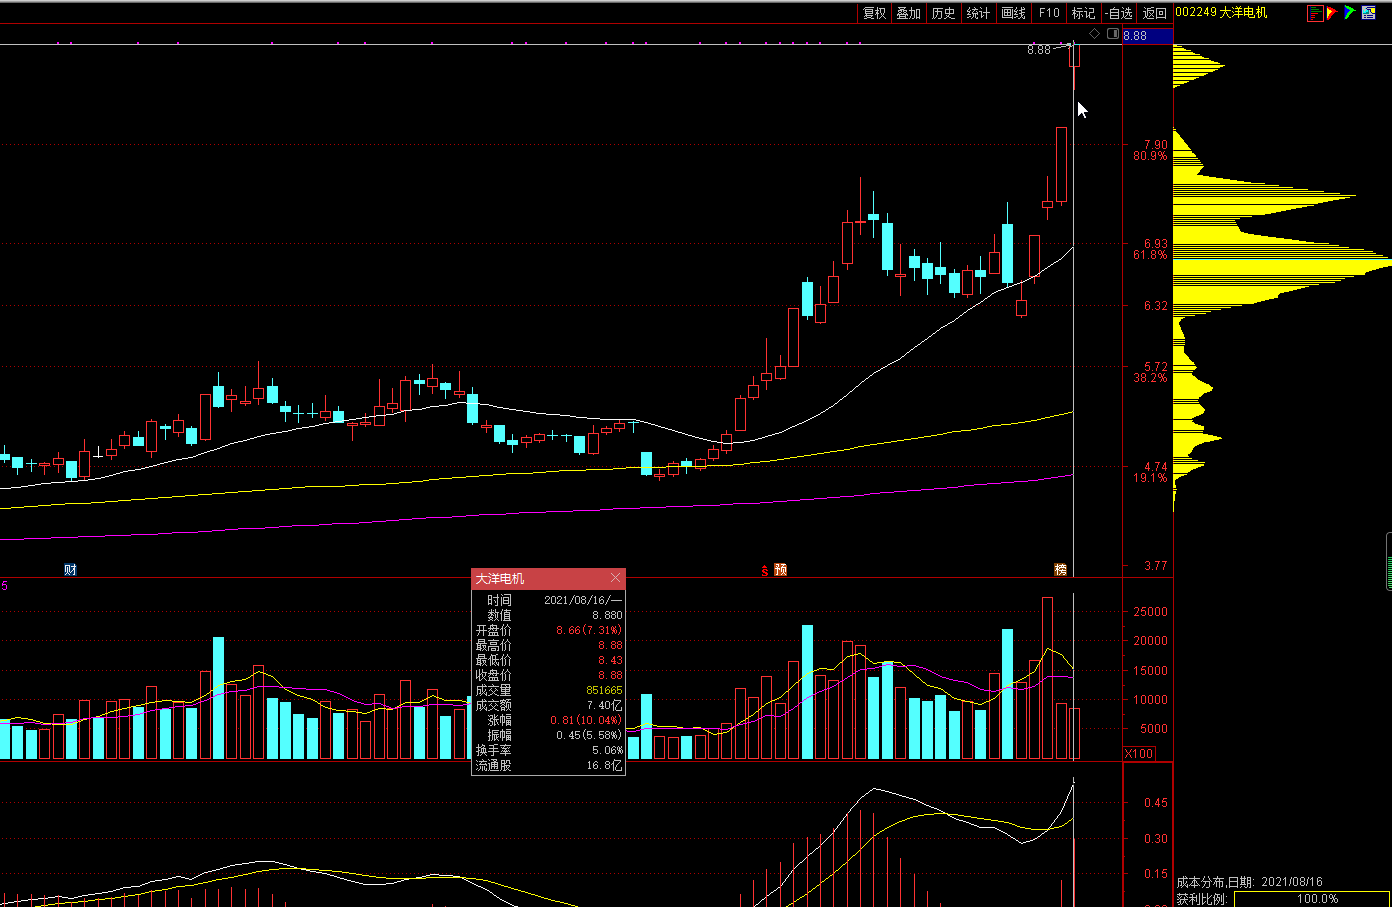 复权 叠加 历史 统计 画线 F10 标记 -自选 返回 002249 大洋电机
8.88
8.88
7.90
80.9%
6.93
61.8%
6.32
5.72
38.2%
4.74
19.1%
3.77
财 ŝ 预 榜
5
大洋电机
时间 2021/08/16/一
数值 8.880
开盘价 8.66(7.31%)
最高价 8.88
最低价 8.43
收盘价 8.88
成交量 851665
成交额 7.40亿
涨幅 0.81(10.04%)
振幅 0.45(5.58%)
换手率 5.06%
流通股 16.8亿
25000
20000
15000
10000
5000
X100
0.45
0.30
0.15
成本分布,日期: 2021/08/16
获利比例: 100.0%